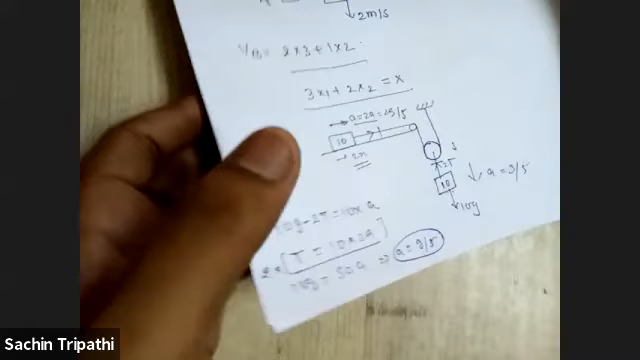 2m/s
V_B = 2×3+1×2
3x₁+2x₂ = x
a=2a=2g/5
10
2T
10
a = g/5
10g
10g-2T=10×a
2×[T = 10×2a]
10g = 50a ⇒ a=g/5
Sachin Tripathi